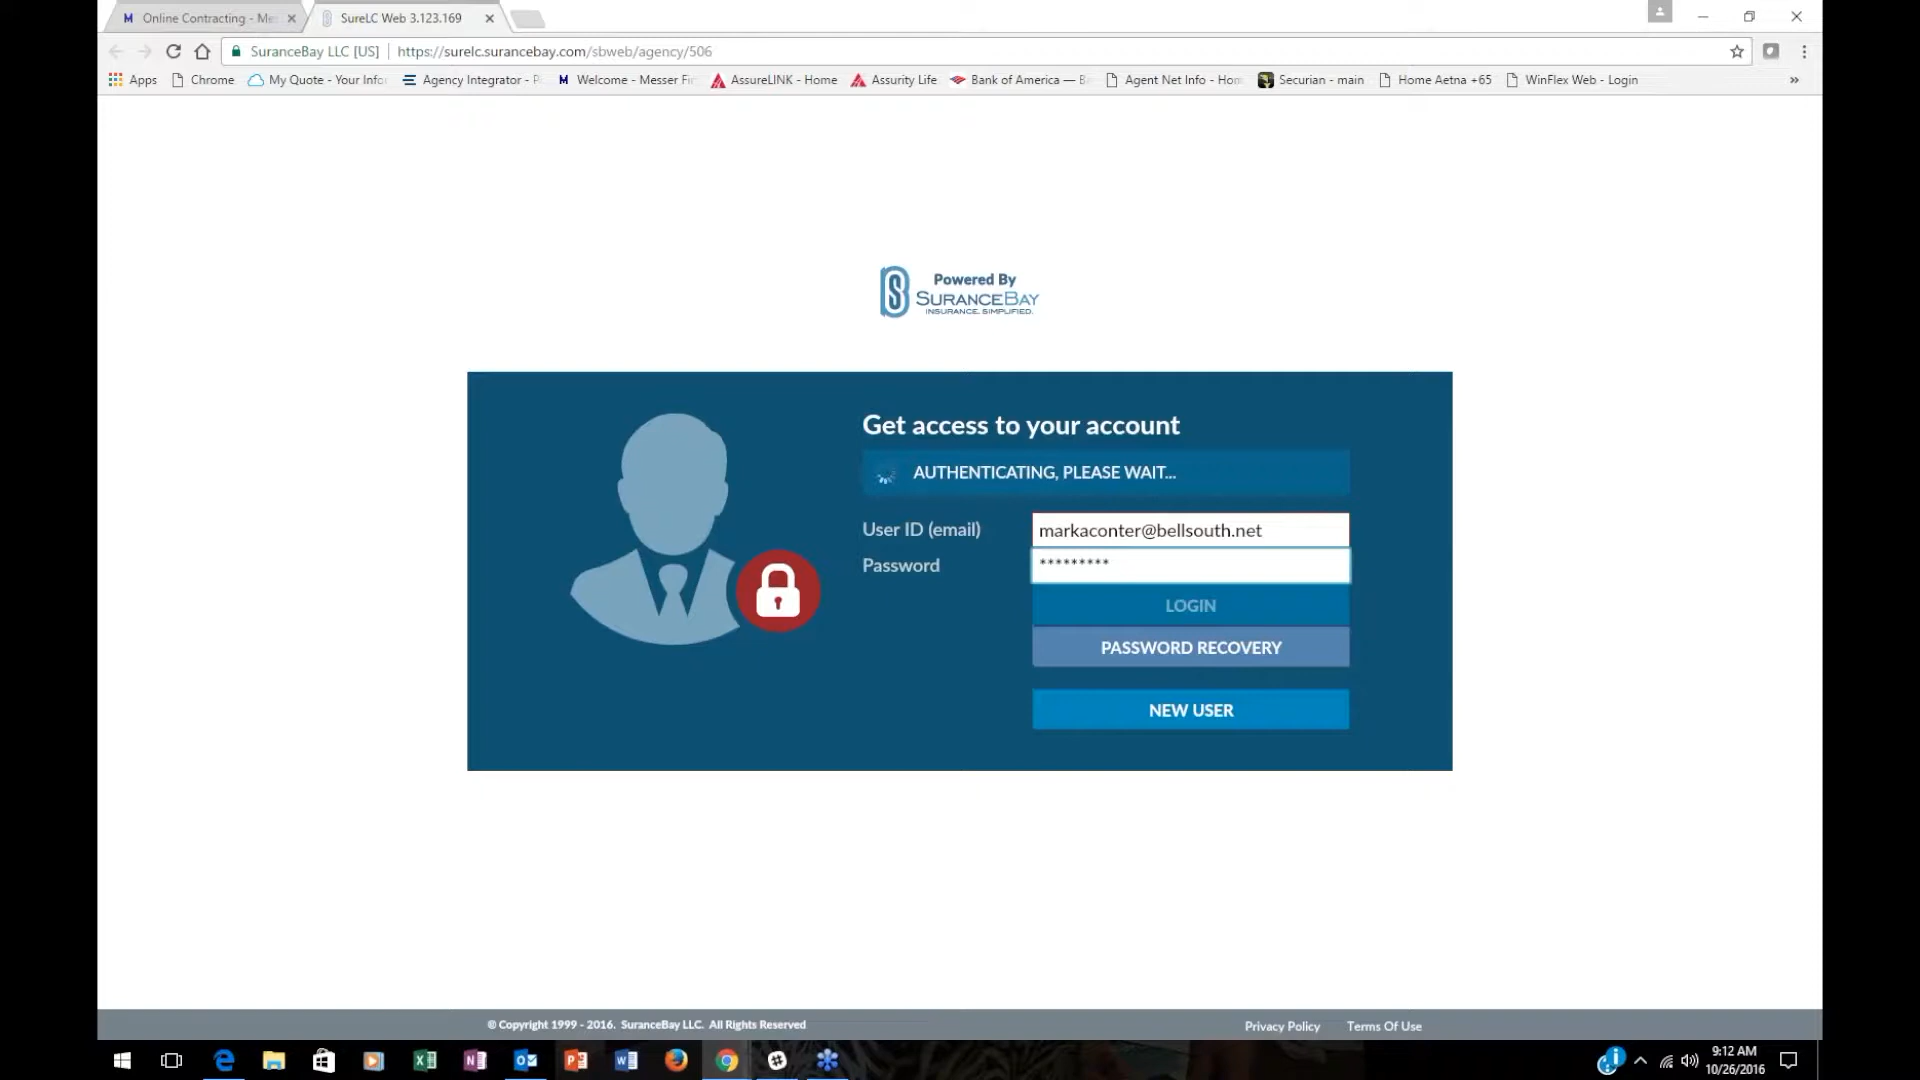 M Online Contracting - Mes
SureLC Web 3.123.169
SuranceBay LLC [US] https://surelc.surancebay.com/sbweb/agency/506
Apps Chrome My Quote - Your Info Agency Integrator - P M Welcome - Messer Fin AssureLINK - Home Assurity Life Bank of America — B Agent Net Info - Hom Securian - main Home Aetna +65 WinFlex Web - Login »
Powered By
SURANCEBAY
INSURANCE. SIMPLIFIED.
Get access to your account
AUTHENTICATING, PLEASE WAIT...
User ID (email) markaconter@bellsouth.net
Password *********
LOGIN
PASSWORD RECOVERY
NEW USER
© Copyright 1999 - 2016. SuranceBay LLC. All Rights Reserved
Privacy Policy Terms Of Use
9:12 AM
10/26/2016